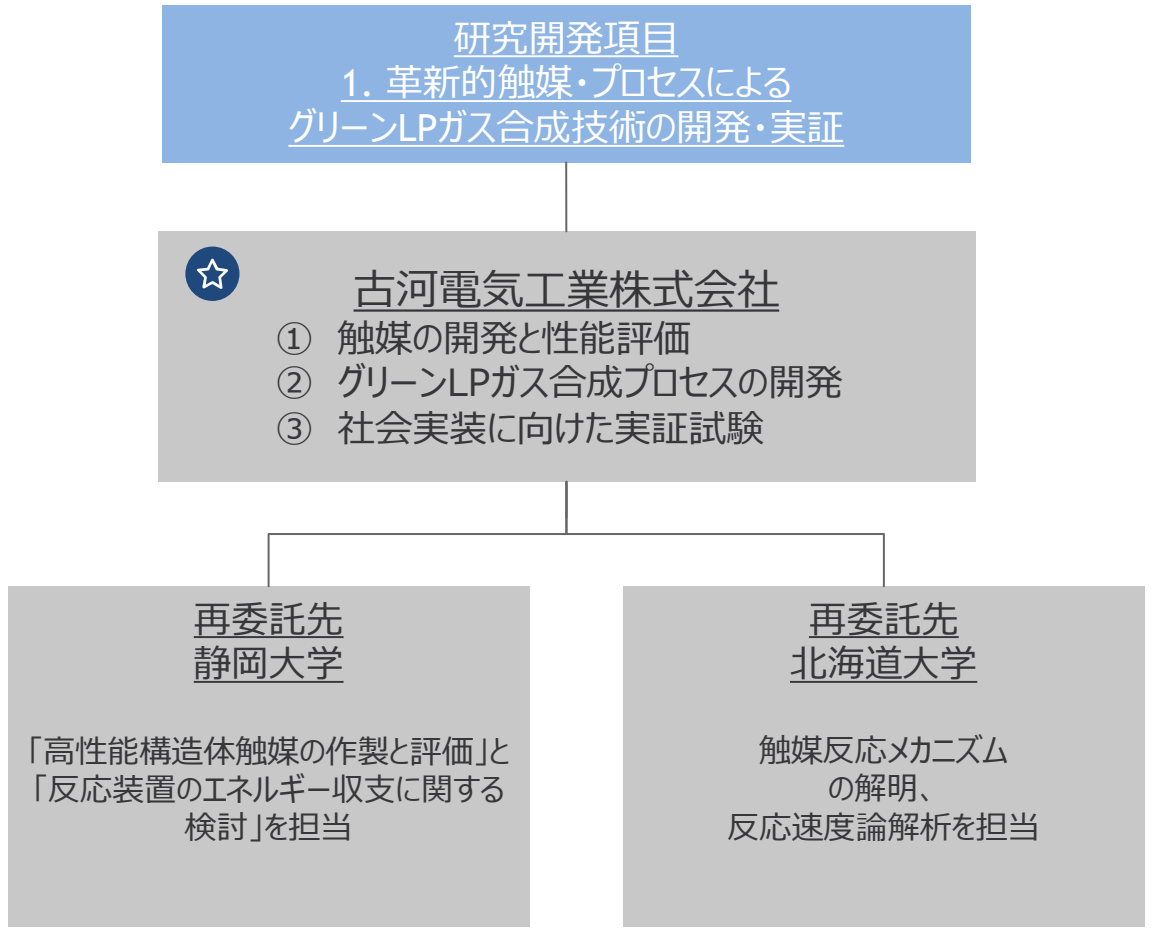 研究開発項目
1. 革新的触媒・プロセスによる
グリーンLPガス合成技術の開発・実証
古河電気工業株式会社
① 触媒の開発と性能評価
② グリーンLPガス合成プロセスの開発
③ 社会実装に向けた実証試験
再委託先
静岡大学
「高性能構造体触媒の作製と評価」と
「反応装置のエネルギー収支に関する
検討」を担当
再委託先
北海道大学
触媒反応メカニズム
の解明、
反応速度論解析を担当